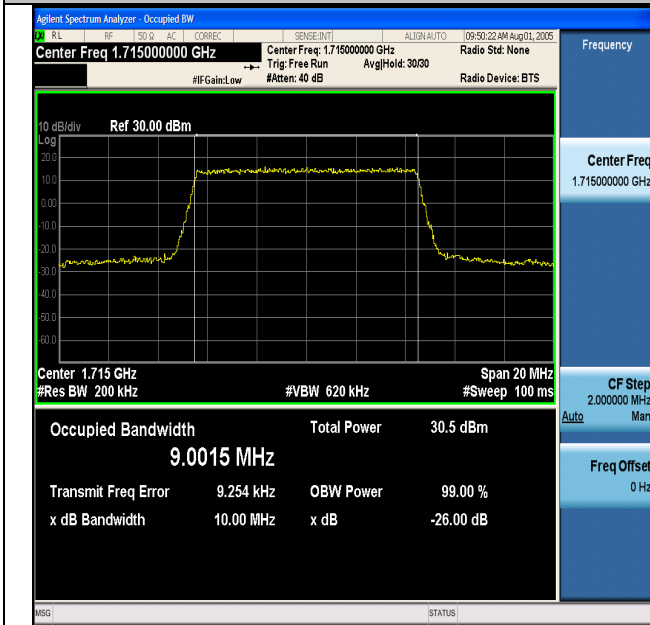 Agilent Spectrum Analyzer - Occupied BW
RL RF 50 Ω AC CORREC SENSE:INT ALIGN AUTO 09:50:22 AM Aug 01, 2005
Center Freq 1.715000000 GHz
Center Freq: 1.715000000 GHz
Radio Std: None
Trig: Free Run Avg|Hold: 30/30
#IFGain:Low
#Atten: 40 dB
Radio Device: BTS
10 dB/div Ref 30.00 dBm
Log
20.0
10.0
0.00
-10.0
-20.0
-30.0
-40.0
-50.0
-60.0
Center 1.715 GHz Span 20 MHz
#Res BW 200 kHz #VBW 620 kHz #Sweep 100 ms
Occupied Bandwidth Total Power 30.5 dBm
9.0015 MHz
Transmit Freq Error 9.254 kHz OBW Power 99.00 %
x dB Bandwidth 10.00 MHz x dB -26.00 dB
MSG STATUS
Frequency
Center Freq
1.715000000 GHz
CF Step
2.000000 MHz
Auto Man
Freq Offset
0 Hz